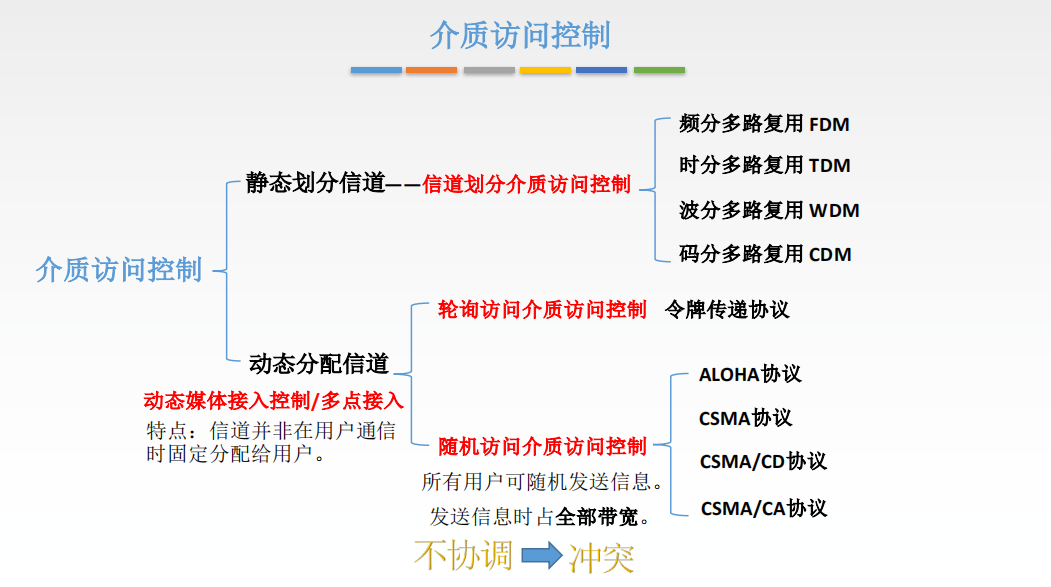 介质访问控制
频分多路复用 FDM
时分多路复用 TDM
静态划分信道——信道划分介质访问控制
波分多路复用 WDM
码分多路复用 CDM
介质访问控制
轮询访问介质访问控制 令牌传递协议
动态分配信道
动态媒体接入控制/多点接入
特点：信道并非在用户通信
时固定分配给用户。
ALOHA协议
CSMA协议
随机访问介质访问控制
CSMA/CD协议
所有用户可随机发送信息。
CSMA/CA协议
发送信息时占全部带宽。
不协调 冲突